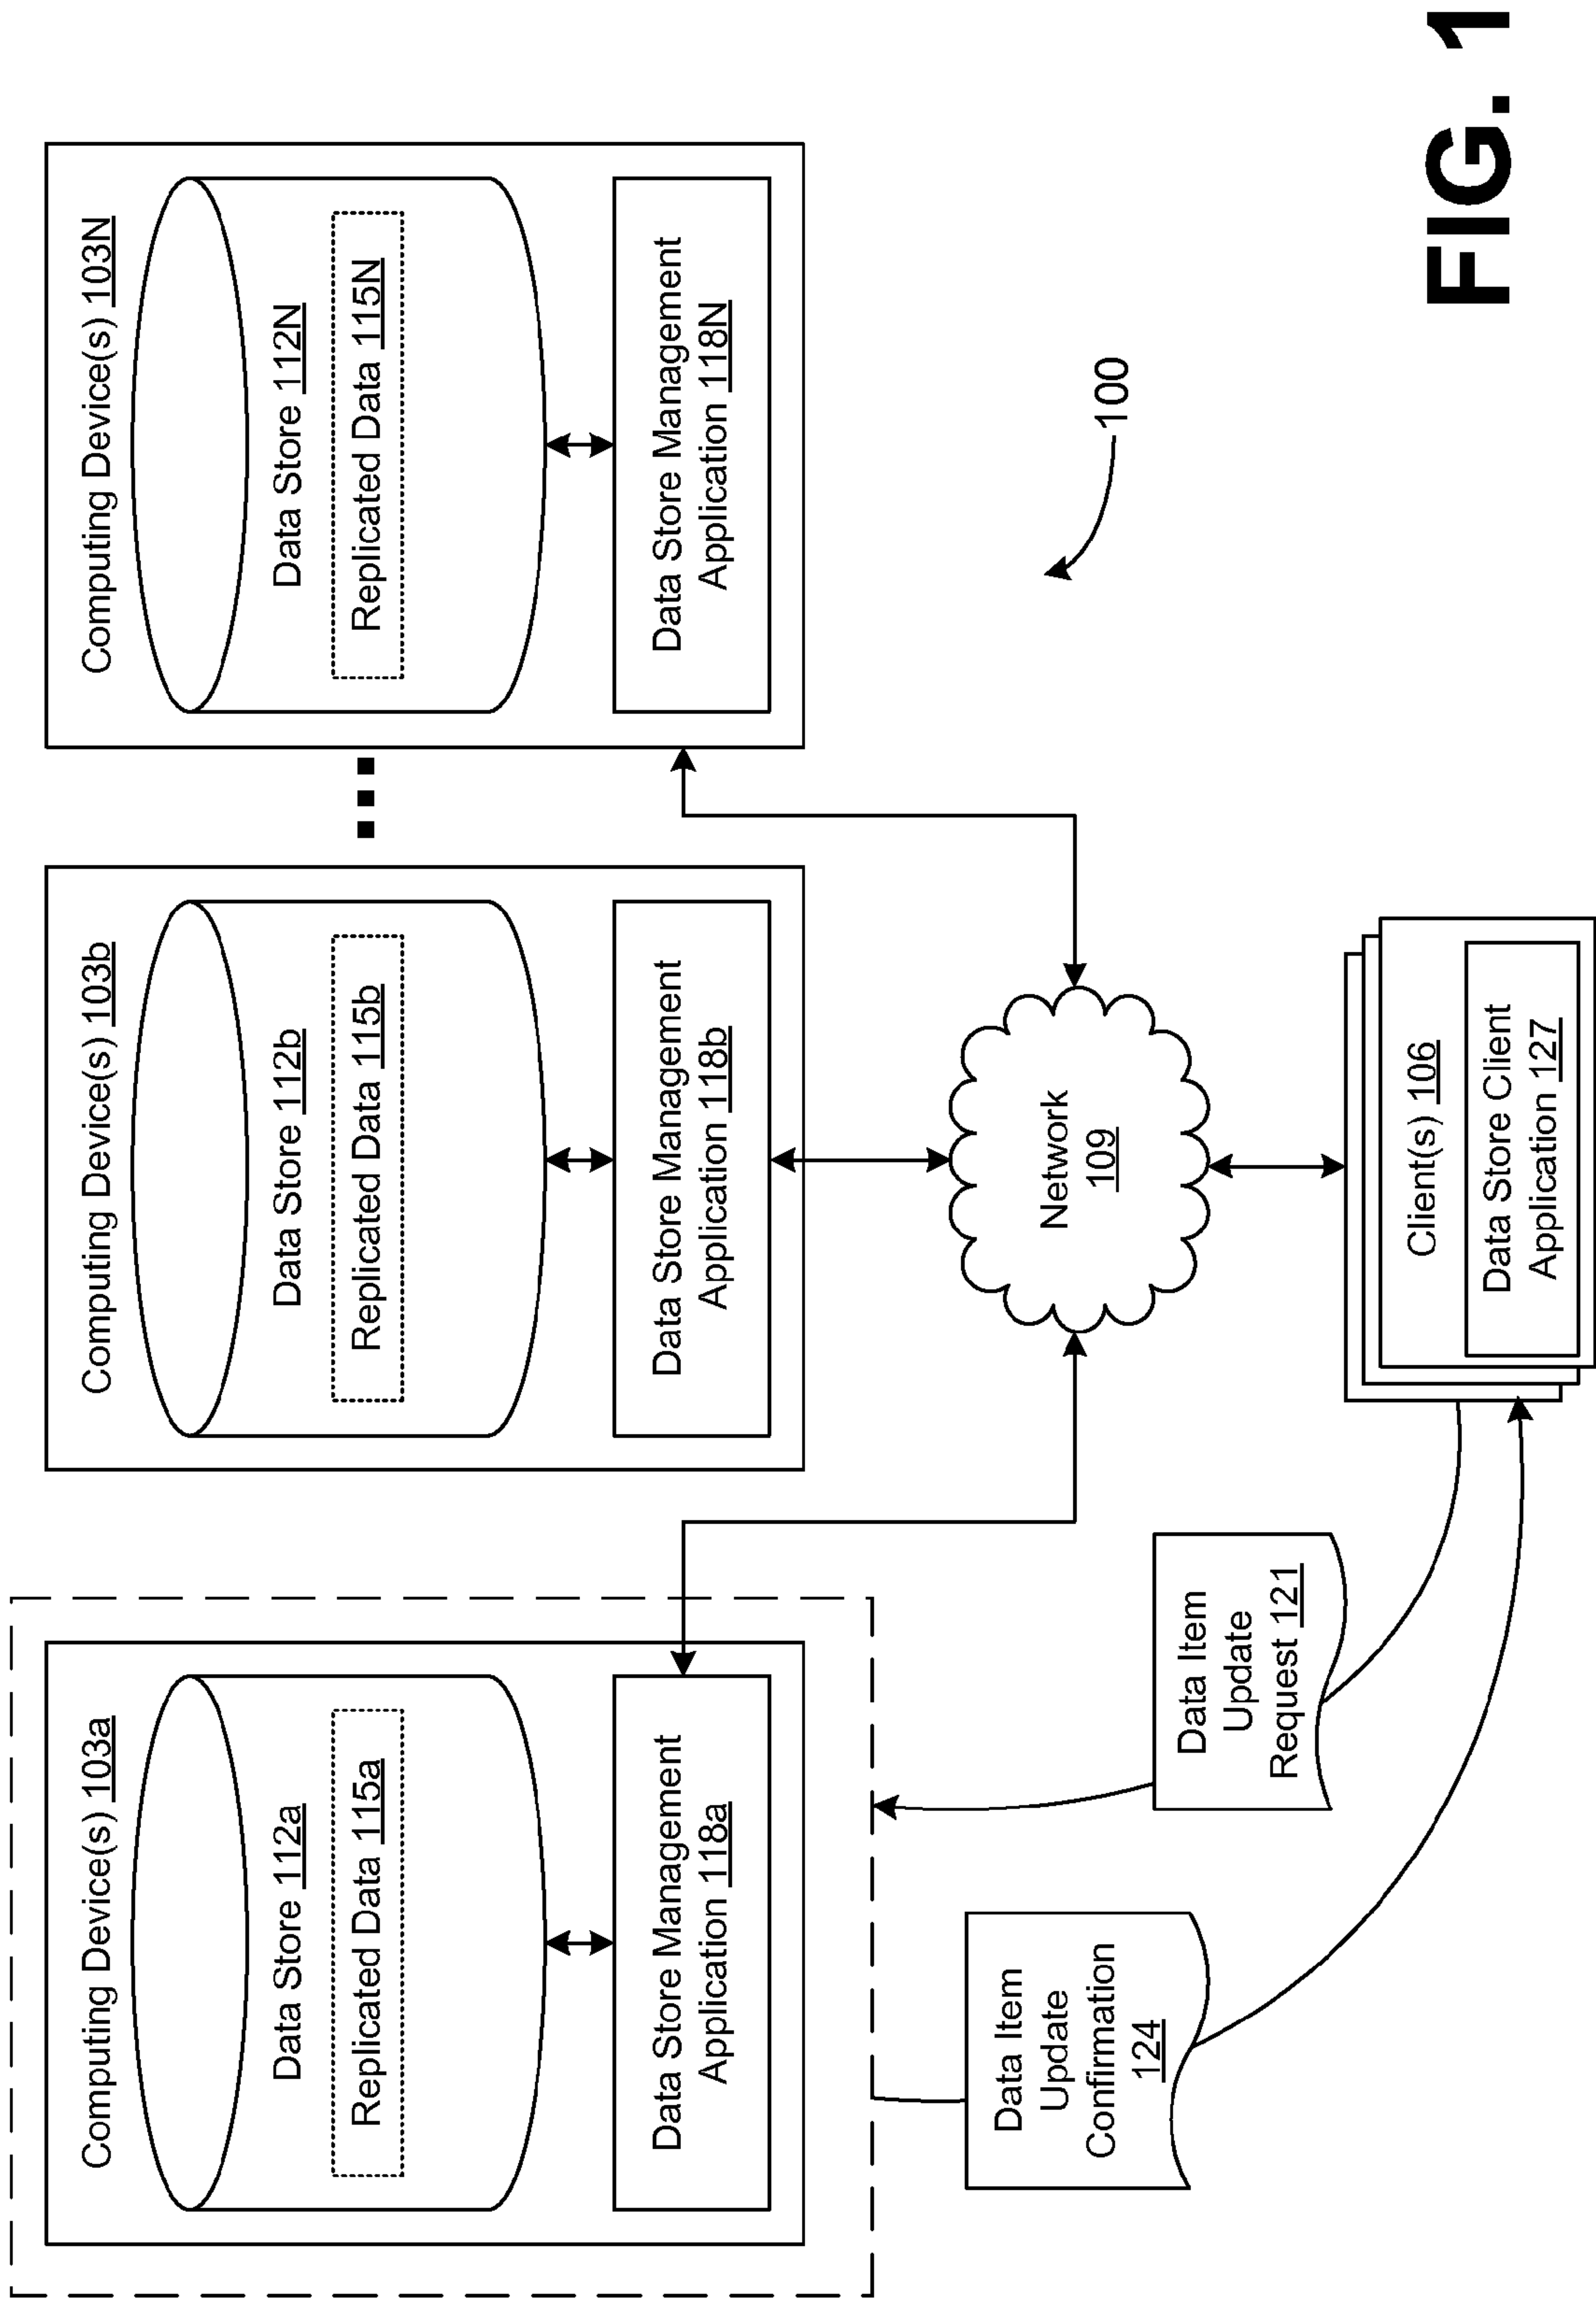 Computing Device(s) 103a
Data Store 112a
Replicated Data 115a
Data Store Management
Application 118a
Computing Device(s) 103b
Data Store 112b
Replicated Data 115b
Data Store Management
Application 118b
...
Computing Device(s) 103N
Data Store 112N
Replicated Data 115N
Data Store Management
Application 118N
Data Item
Update
Confirmation
124
Data Item
Update
Request 121
Network
109
100
Client(s) 106
Data Store Client
Application 127
FIG. 1